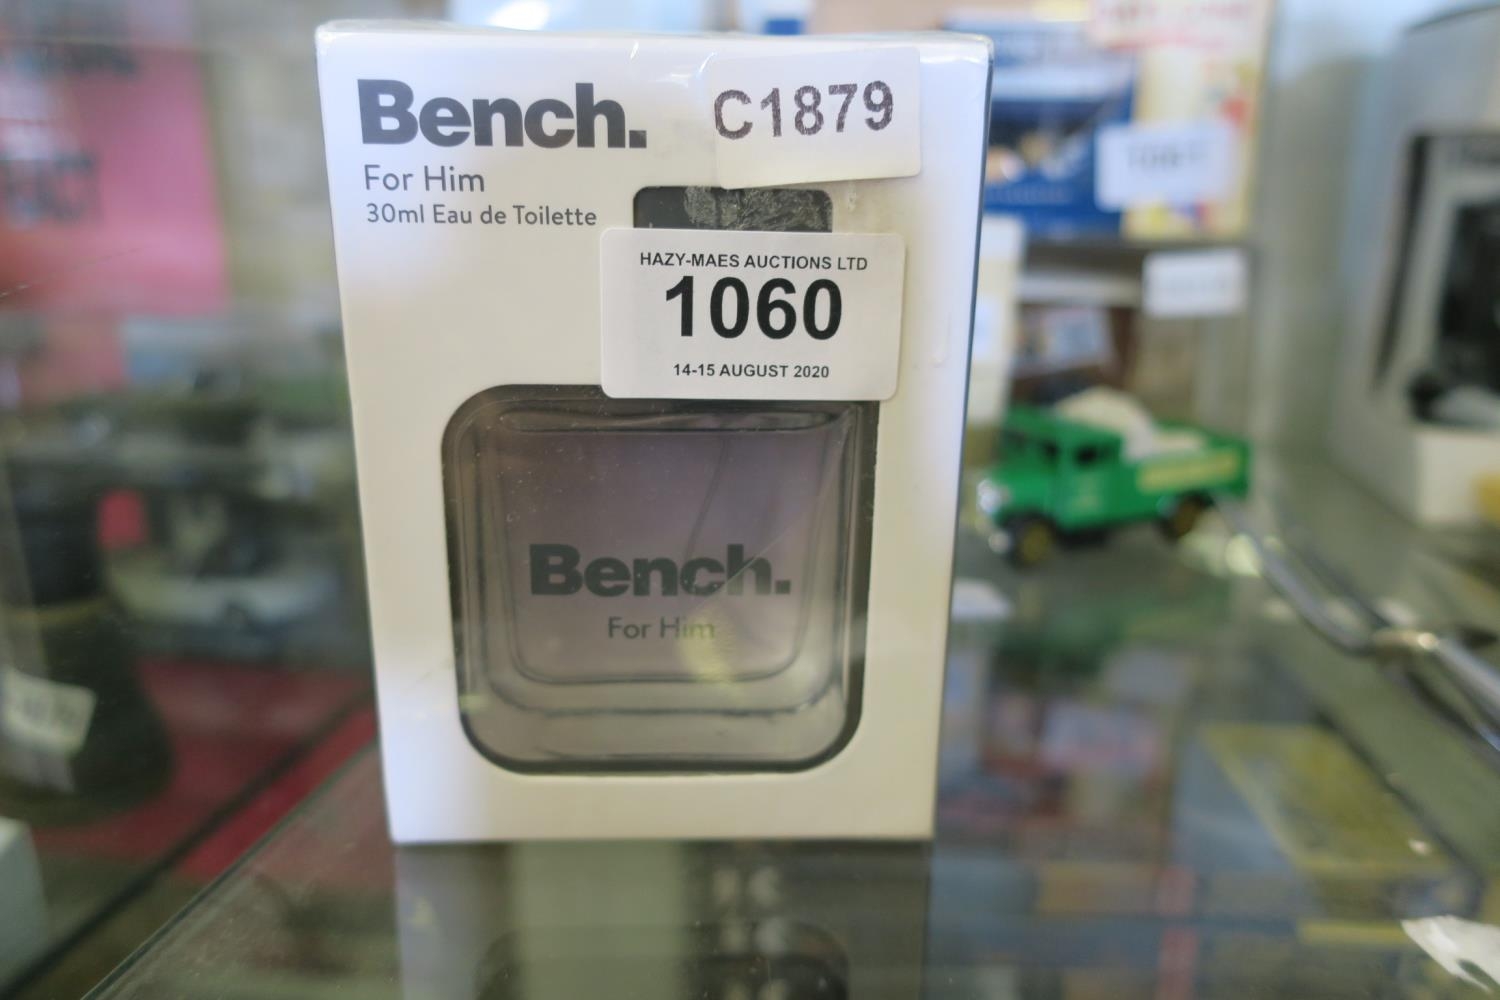 Bench.
C1879
For Him
30ml Eau de Toilette
HAZY-MAES AUCTIONS LTD
1060
14-15 AUGUST 2020
Bench.
For Him